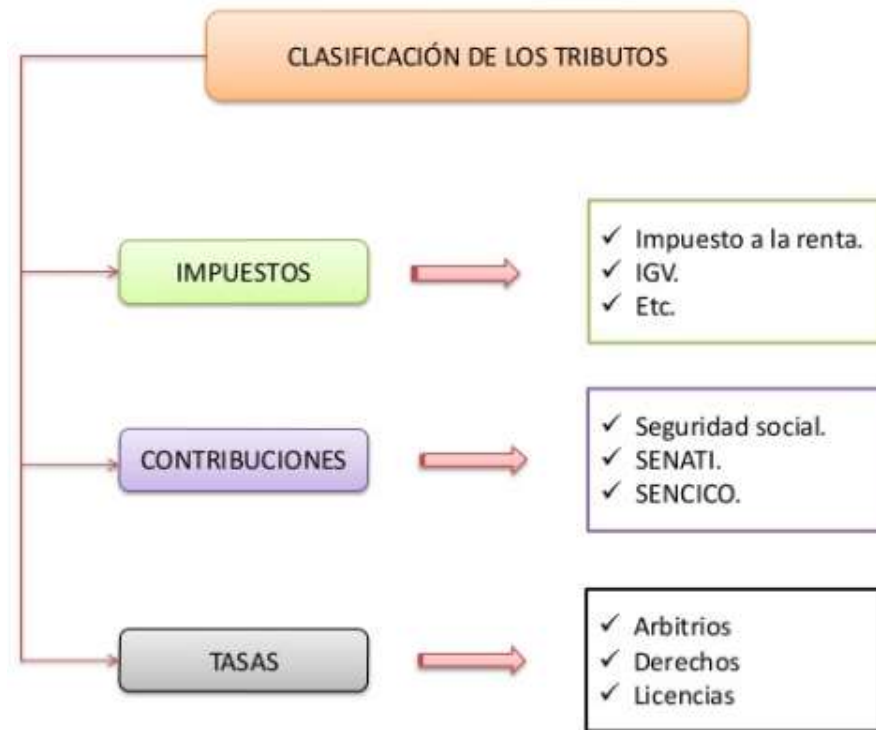 CLASIFICACIÓN DE LOS TRIBUTOS
IMPUESTOS
✓ Impuesto a la renta.
✓ IGV.
✓ Etc.
CONTRIBUCIONES
✓ Seguridad social.
✓ SENATI.
✓ SENCICO.
TASAS
✓ Arbitrios
✓ Derechos
✓ Licencias